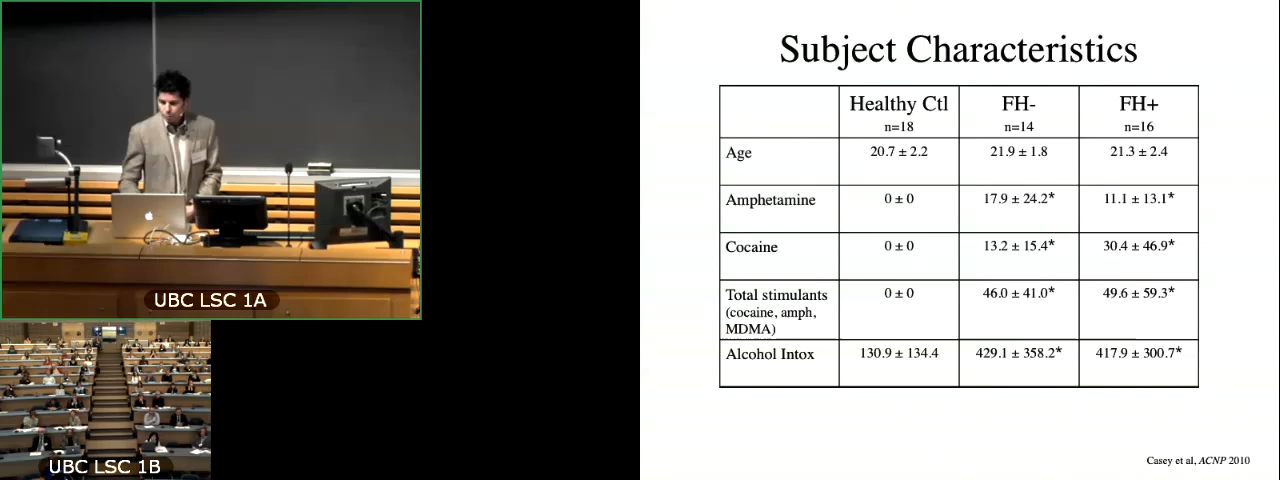 UBC LSC 1A
UBC LSC 1B
Subject Characteristics
Healthy Ctl FH- FH+
n=18 n=14 n=16
Age 20.7 ± 2.2 21.9 ± 1.8 21.3 ± 2.4
Amphetamine 0 ± 0 17.9 ± 24.2* 11.1 ± 13.1*
Cocaine 0 ± 0 13.2 ± 15.4* 30.4 ± 46.9*
Total stimulants 0 ± 0 46.0 ± 41.0* 49.6 ± 59.3*
(cocaine, amph,
MDMA)
Alcohol Intox 130.9 ± 134.4 429.1 ± 358.2* 417.9 ± 300.7*
Casey et al, ACNP 2010